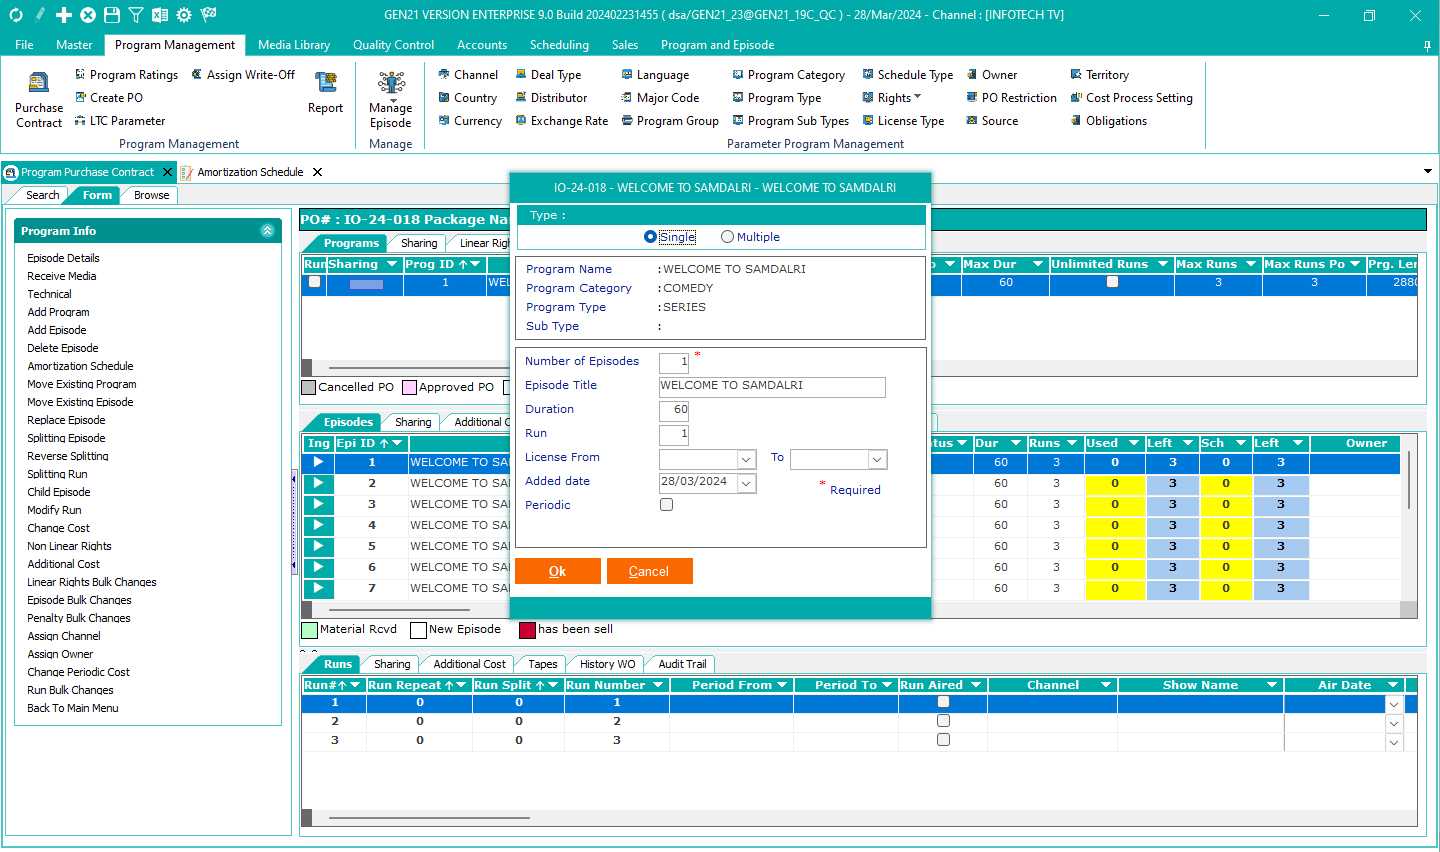 GEN21 VERSION ENTERPRISE 9.0 Build 202402231455 ( dsa/GEN21_23@GEN21_19C_QC ) - 28/Mar/2024 - Channel : [INFOTECH TV]
File Master Program Management Media Library Quality Control Accounts Scheduling Sales Program and Episode
Program Ratings Assign Write-Off Channel Deal Type Language Program Category Schedule Type Owner Territory
Purchase Contract Create PO Report Manage Episode Country Distributor Major Code Program Type Rights PO Restriction Cost Process Setting
LTC Parameter Currency Exchange Rate Program Group Program Sub Types License Type Source Obligations
Program Management Manage Parameter Program Management
Program Purchase Contract Amortization Schedule
Search Form Browse
Program Info
Episode Details
Receive Media
Technical
Add Program
Add Episode
Delete Episode
Amortization Schedule
Move Existing Program
Move Existing Episode
Replace Episode
Splitting Episode
Reverse Splitting
Splitting Run
Child Episode
Modify Run
Change Cost
Non Linear Rights
Additional Cost
Linear Rights Bulk Changes
Episode Bulk Changes
Penalty Bulk Changes
Assign Channel
Assign Owner
Change Periodic Cost
Run Bulk Changes
Back To Main Menu
PO# : IO-24-018 Package Na
Programs Sharing Linear Righ
Run Sharing Prog ID o Max Dur Unlimited Runs Max Runs Max Runs Po Prg. Len
1 WEL 60 3 3 2880
Cancelled PO Approved PO
Episodes Sharing Additional C
Ing Epi ID tus Dur Runs Used Left Sch Left Owner
1 WELCOME TO SA 60 3 0 3 0 3
2 WELCOME TO SA 60 3 0 3 0 3
3 WELCOME TO SA 60 3 0 3 0 3
4 WELCOME TO SA 60 3 0 3 0 3
5 WELCOME TO SA 60 3 0 3 0 3
6 WELCOME TO SA 60 3 0 3 0 3
7 WELCOME TO SA 60 3 0 3 0 3
Material Rcvd New Episode has been sell
Runs Sharing Additional Cost Tapes History WO Audit Trail
Run# Run Repeat Run Split Run Number Period From Period To Run Aired Channel Show Name Air Date
1 0 0 1
2 0 0 2
3 0 0 3
IO-24-018 - WELCOME TO SAMDALRI - WELCOME TO SAMDALRI
Type :
Single Multiple
Program Name :WELCOME TO SAMDALRI
Program Category :COMEDY
Program Type :SERIES
Sub Type :
Number of Episodes 1 *
Episode Title WELCOME TO SAMDALRI
Duration 60
Run 1
License From To
Added date 28/03/2024 * Required
Periodic
Ok Cancel